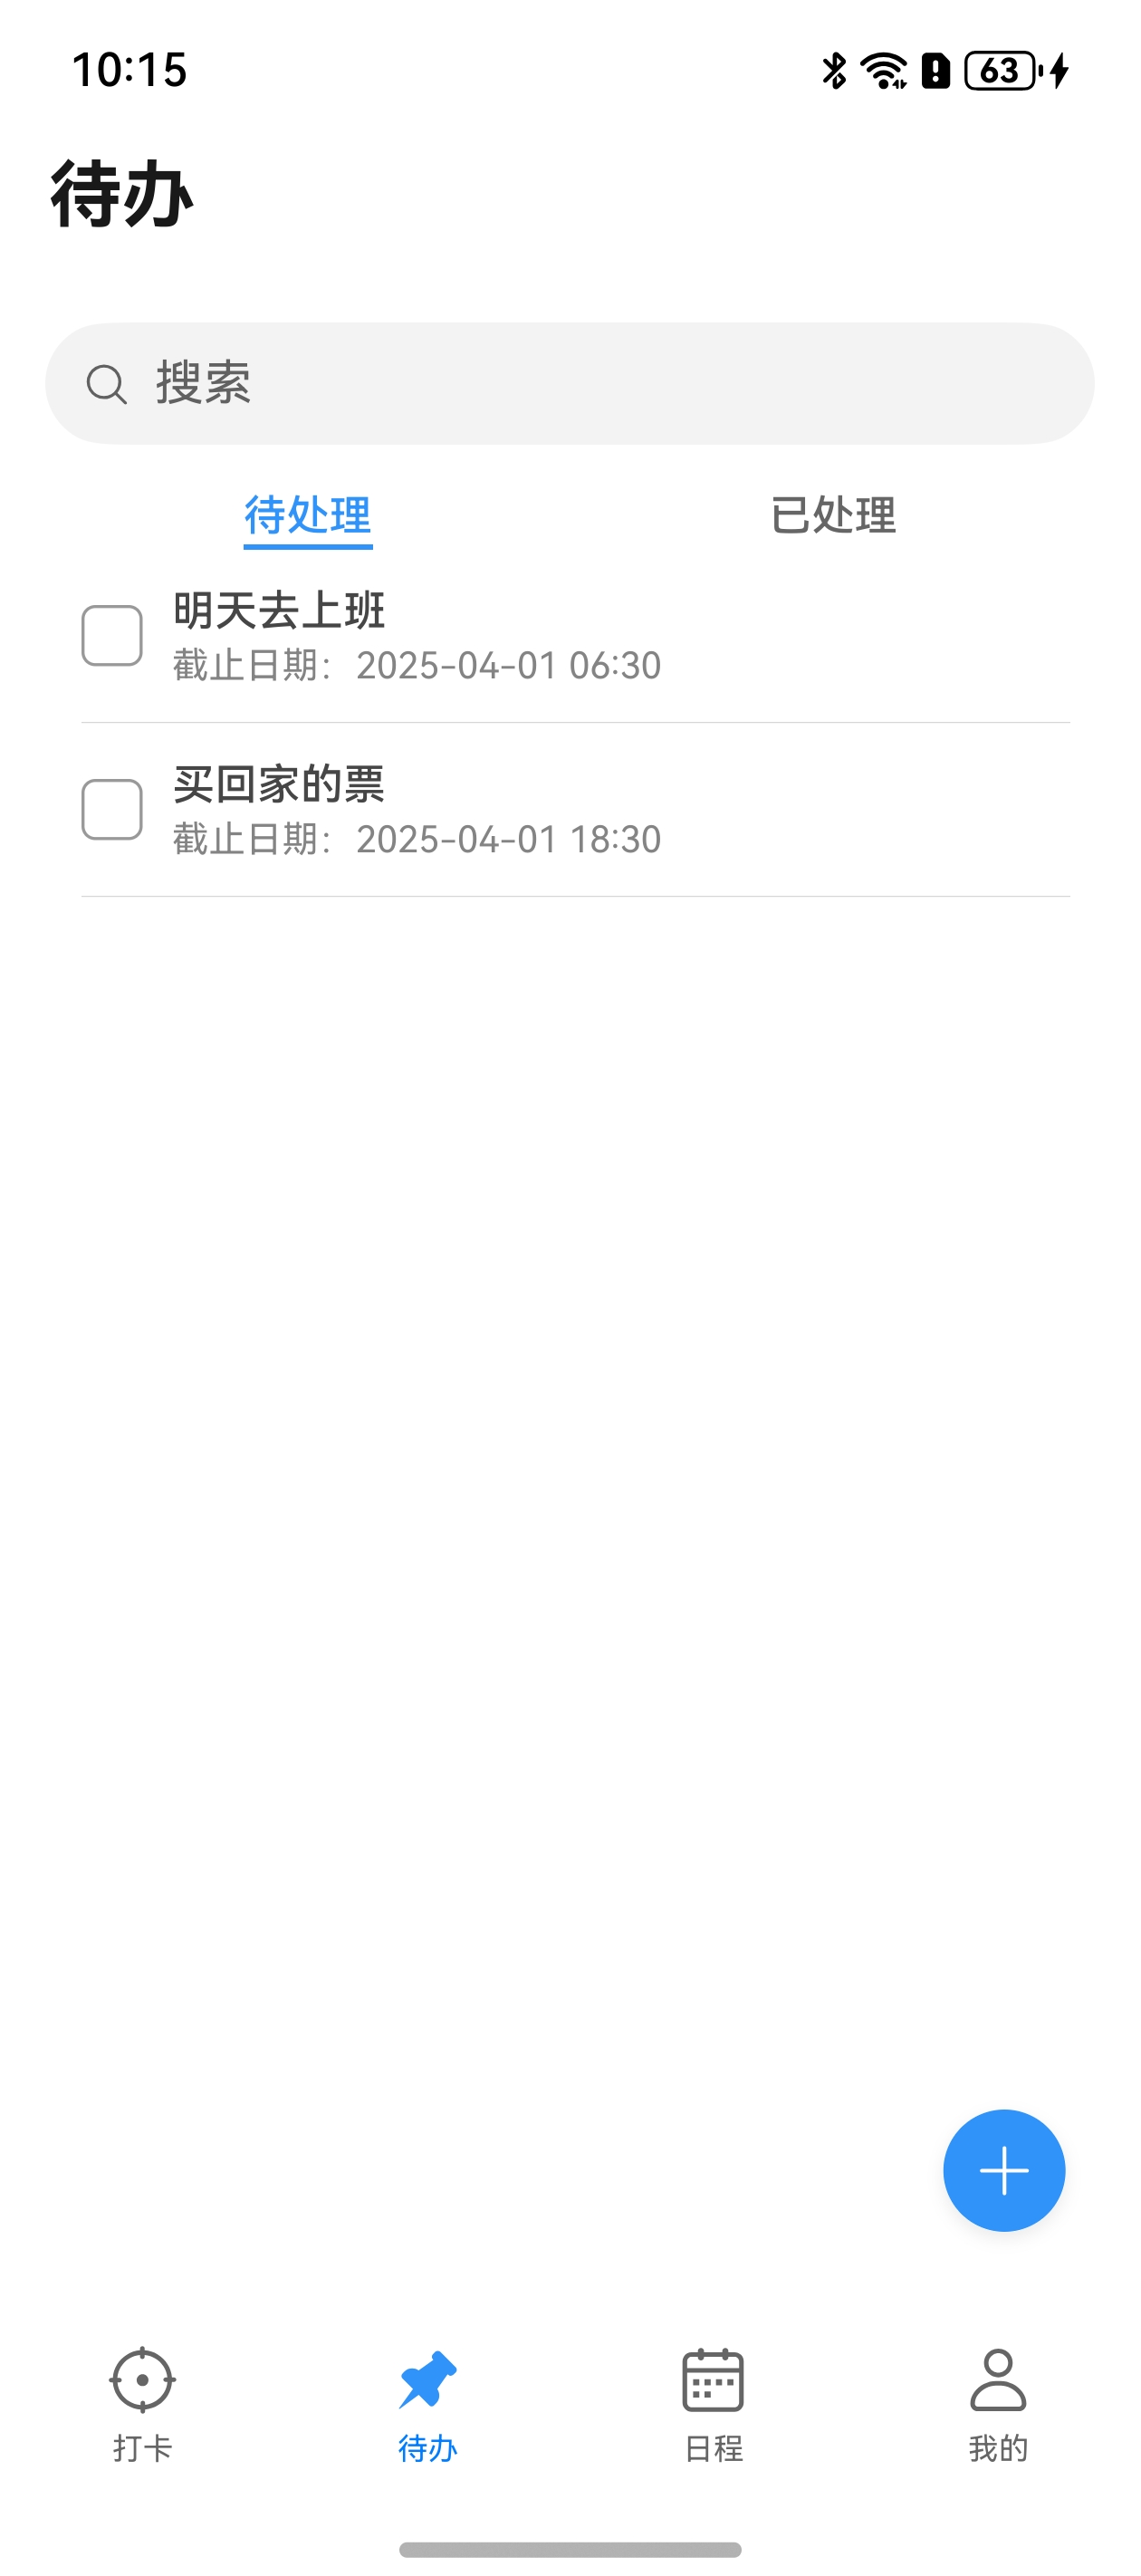 10:15
63
待办
搜索
待处理 已处理
明天去上班
截止日期：2025-04-01 06:30
买回家的票
截止日期：2025-04-01 18:30
打卡 待办 日程 我的